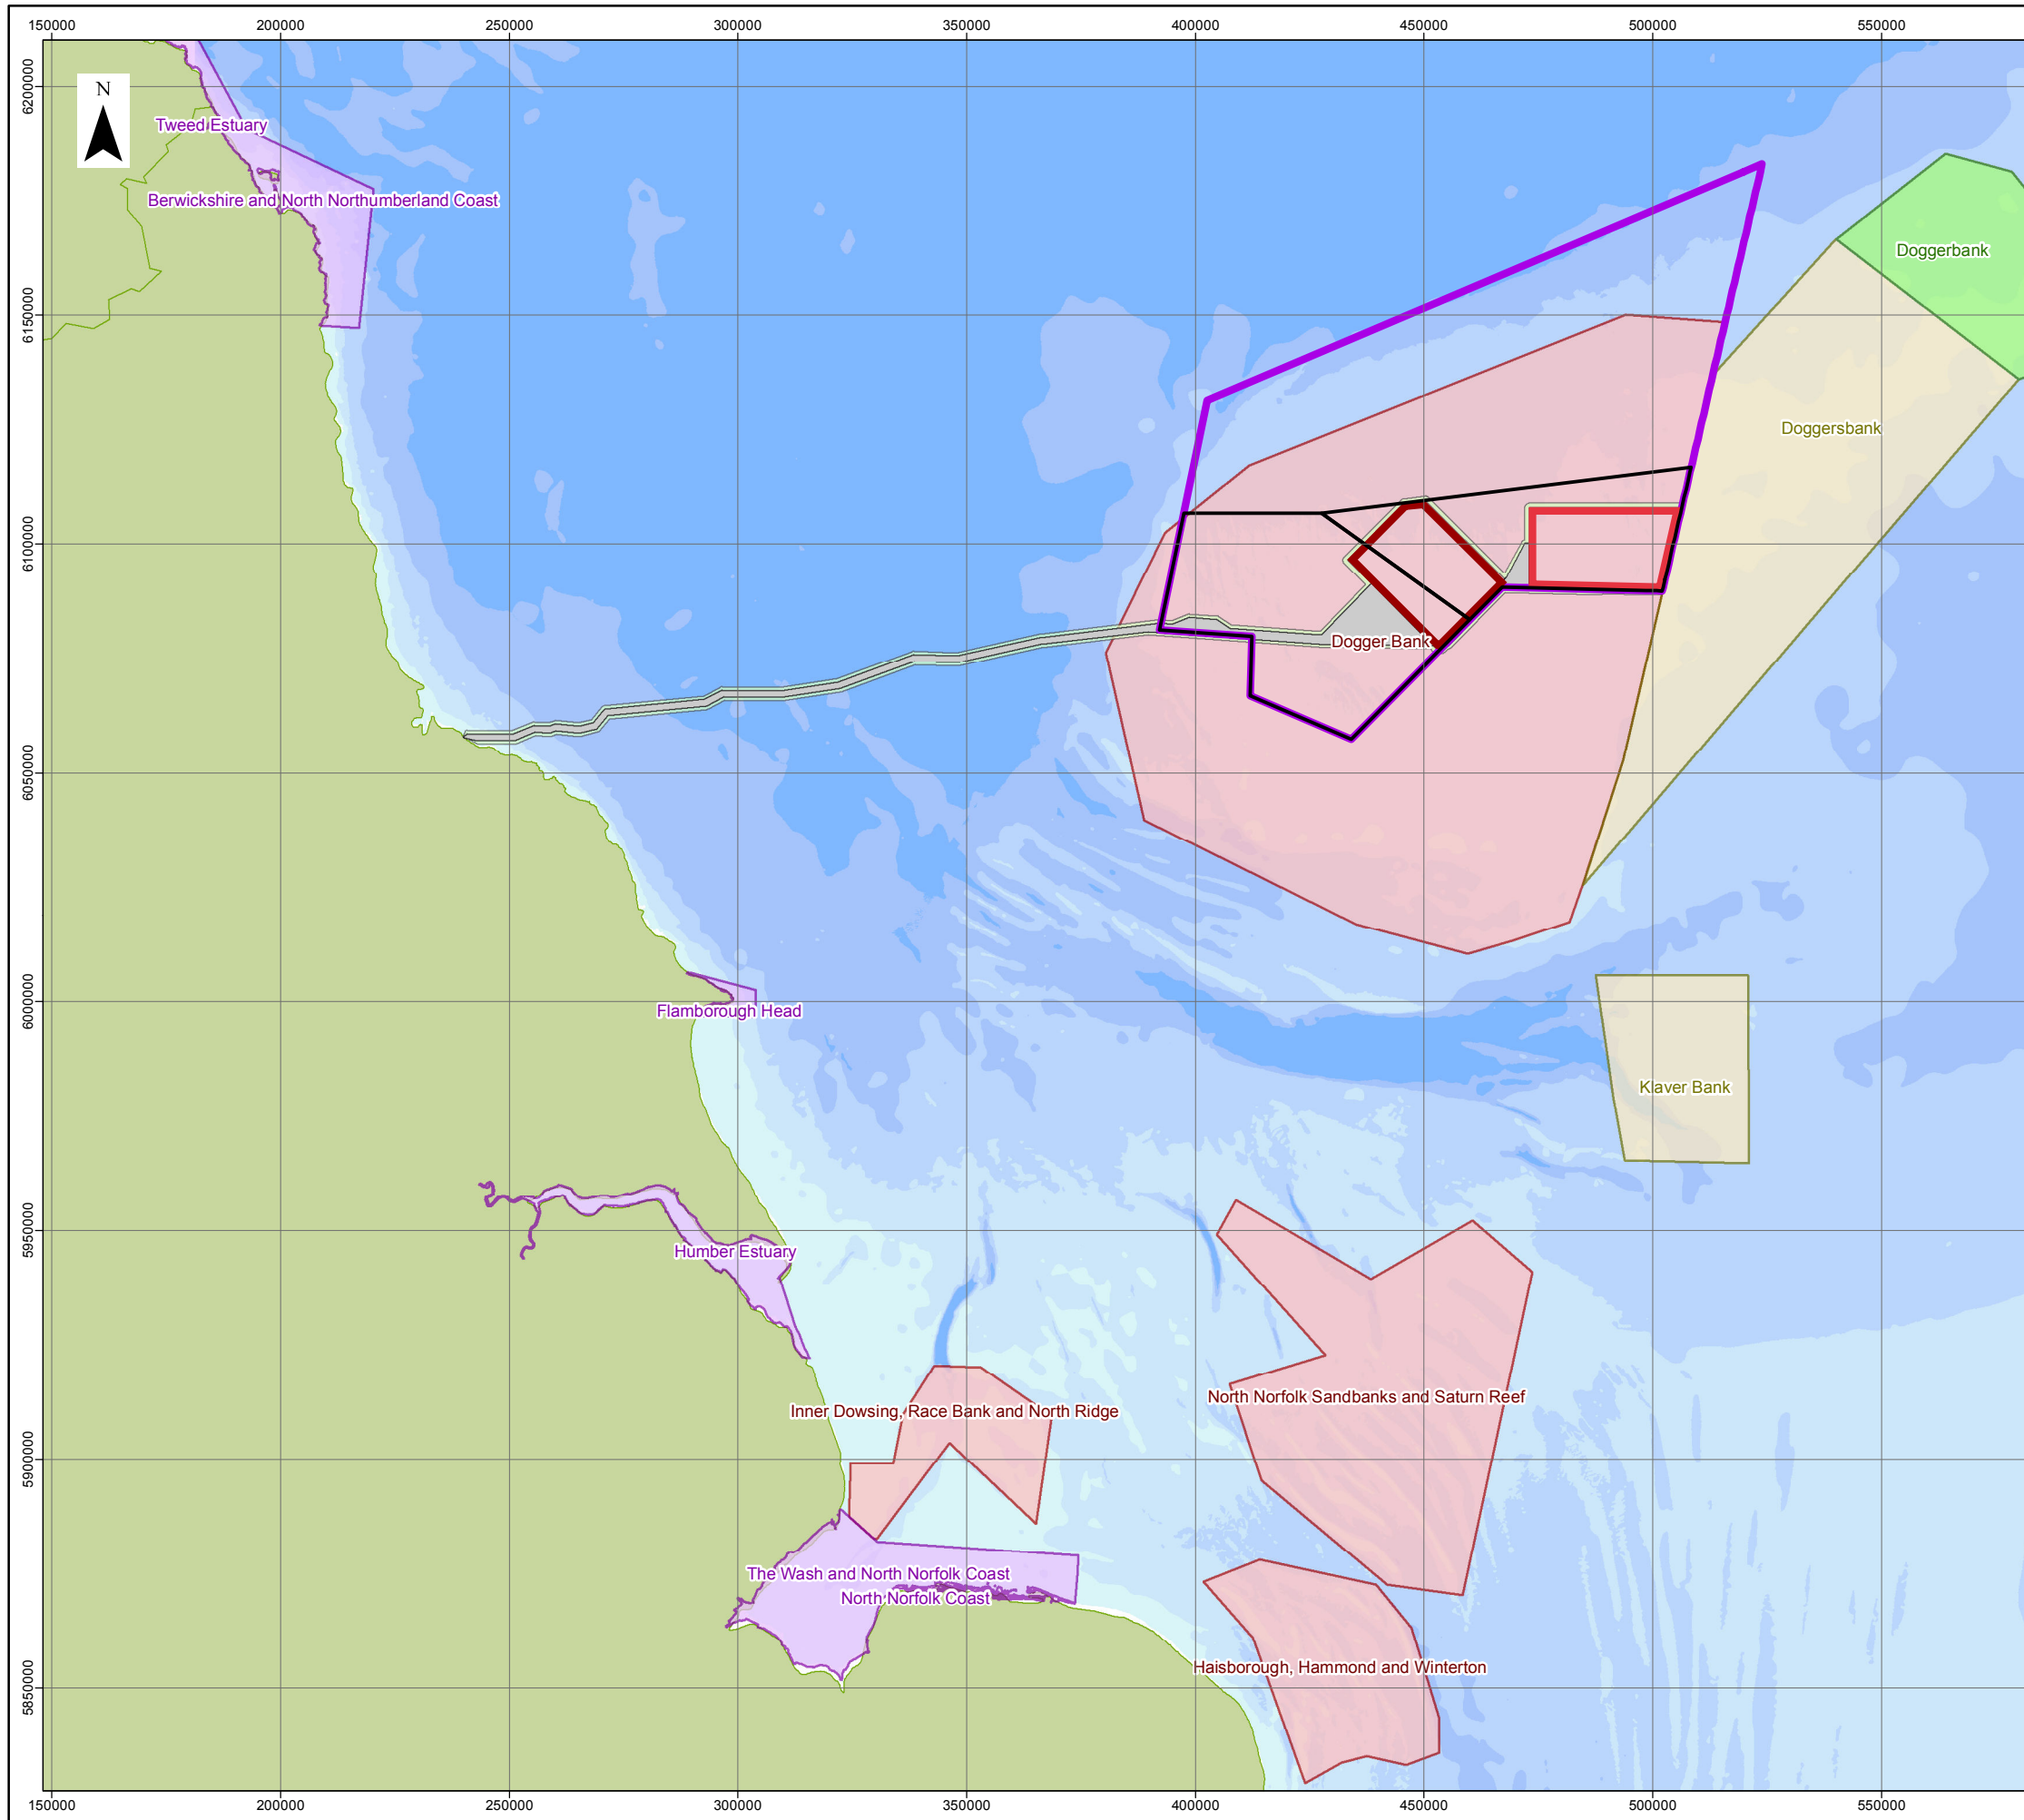 150000 200000 250000 300000 350000 400000 450000 500000 550000
6200000
N
Tweed Estuary
Berwickshire and North Northumberland Coast
Doggerbank
6150000
Doggersbank
6100000
Dogger Bank
6050000
6000000
Flamborough Head
Klaver Bank
5950000
Humber Estuary
North Norfolk Sandbanks and Saturn Reef
Inner Dowsing, Race Bank and North Ridge
5900000
The Wash and North Norfolk Coast
North Norfolk Coast
Haisborough, Hammond and Winterton
5850000
150000 200000 250000 300000 350000 400000 450000 500000 550000